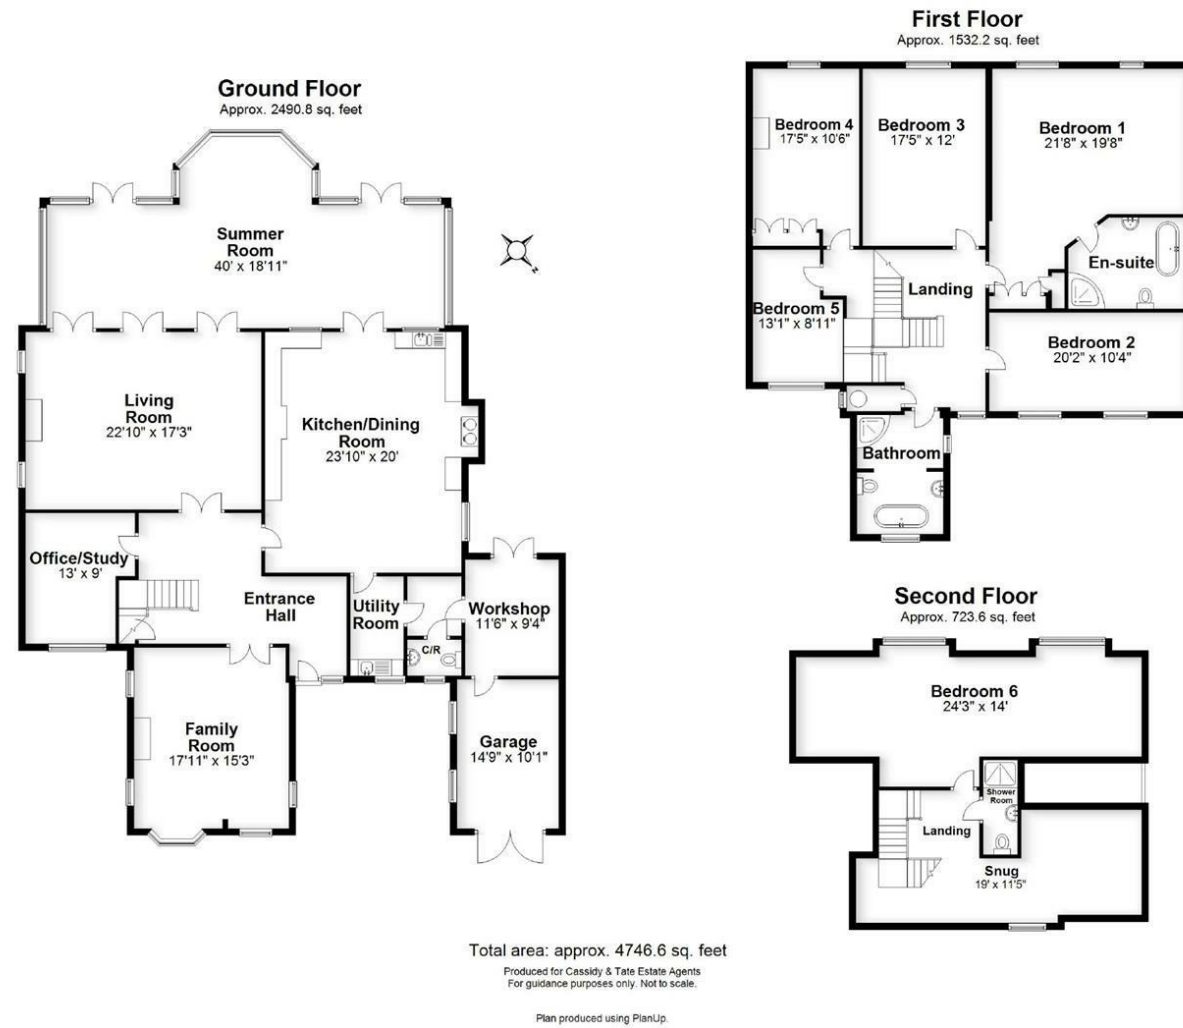 Ground Floor
Approx. 2490.8 sq. feet
Summer
Room
40' x 18'11"
N
Living
Room
22'10" x 17'3"
Kitchen/Dining
Room
23'10" x 20'
Office/Study
13' x 9'
Entrance
Hall
Utility
Room
C/R
Workshop
11'6" x 9'4"
Family
Room
17'11" x 15'3"
Garage
14'9" x 10'1"
First Floor
Approx. 1532.2 sq. feet
Bedroom 4
17'5" x 10'6"
Bedroom 3
17'5" x 12'
Bedroom 1
21'8" x 19'8"
En-suite
Landing
Bedroom 5
13'1" x 8'11"
Bedroom 2
20'2" x 10'4"
Bathroom
Second Floor
Approx. 723.6 sq. feet
Bedroom 6
24'3" x 14'
Shower
Room
Landing
Snug
19' x 11'5"
Total area: approx. 4746.6 sq. feet
Produced for Cassidy & Tate Estate Agents
For guidance purposes only. Not to scale.
Plan produced using PlanUp.